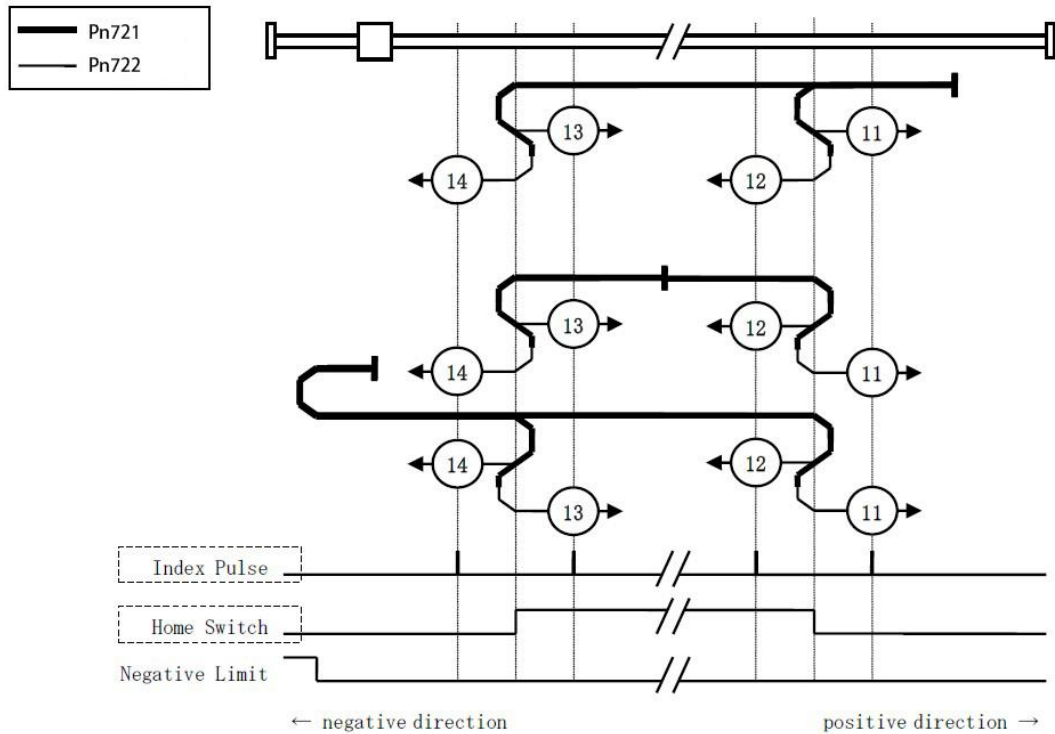 Pn721
Pn722
13
11
14
12
13
12
14
11
14
12
13
11
Index Pulse
Home Switch
Negative Limit
← negative direction
positive direction →